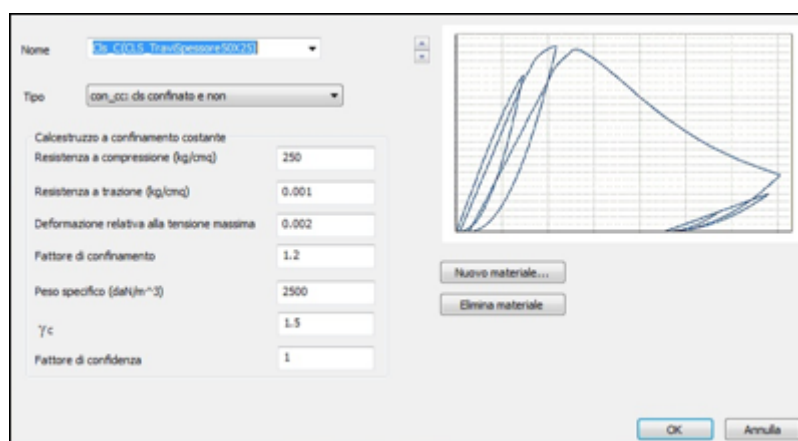 Nome
Cls_C(CLS_TraviSpessore50X25)
Tipo
con_cc: cls confinato e non
Calcestruzzo a confinamento costante
Resistenza a compressione (kg/cmq) 250
Resistenza a trazione (kg/cmq) 0.001
Deformazione relativa alla tensione massima 0.002
Fattore di confinamento 1.2
Peso specifico (daN/m^3) 2500
γc 1.5
Fattore di confidenza 1
Nuovo materiale...
Elimina materiale
OK Annulla